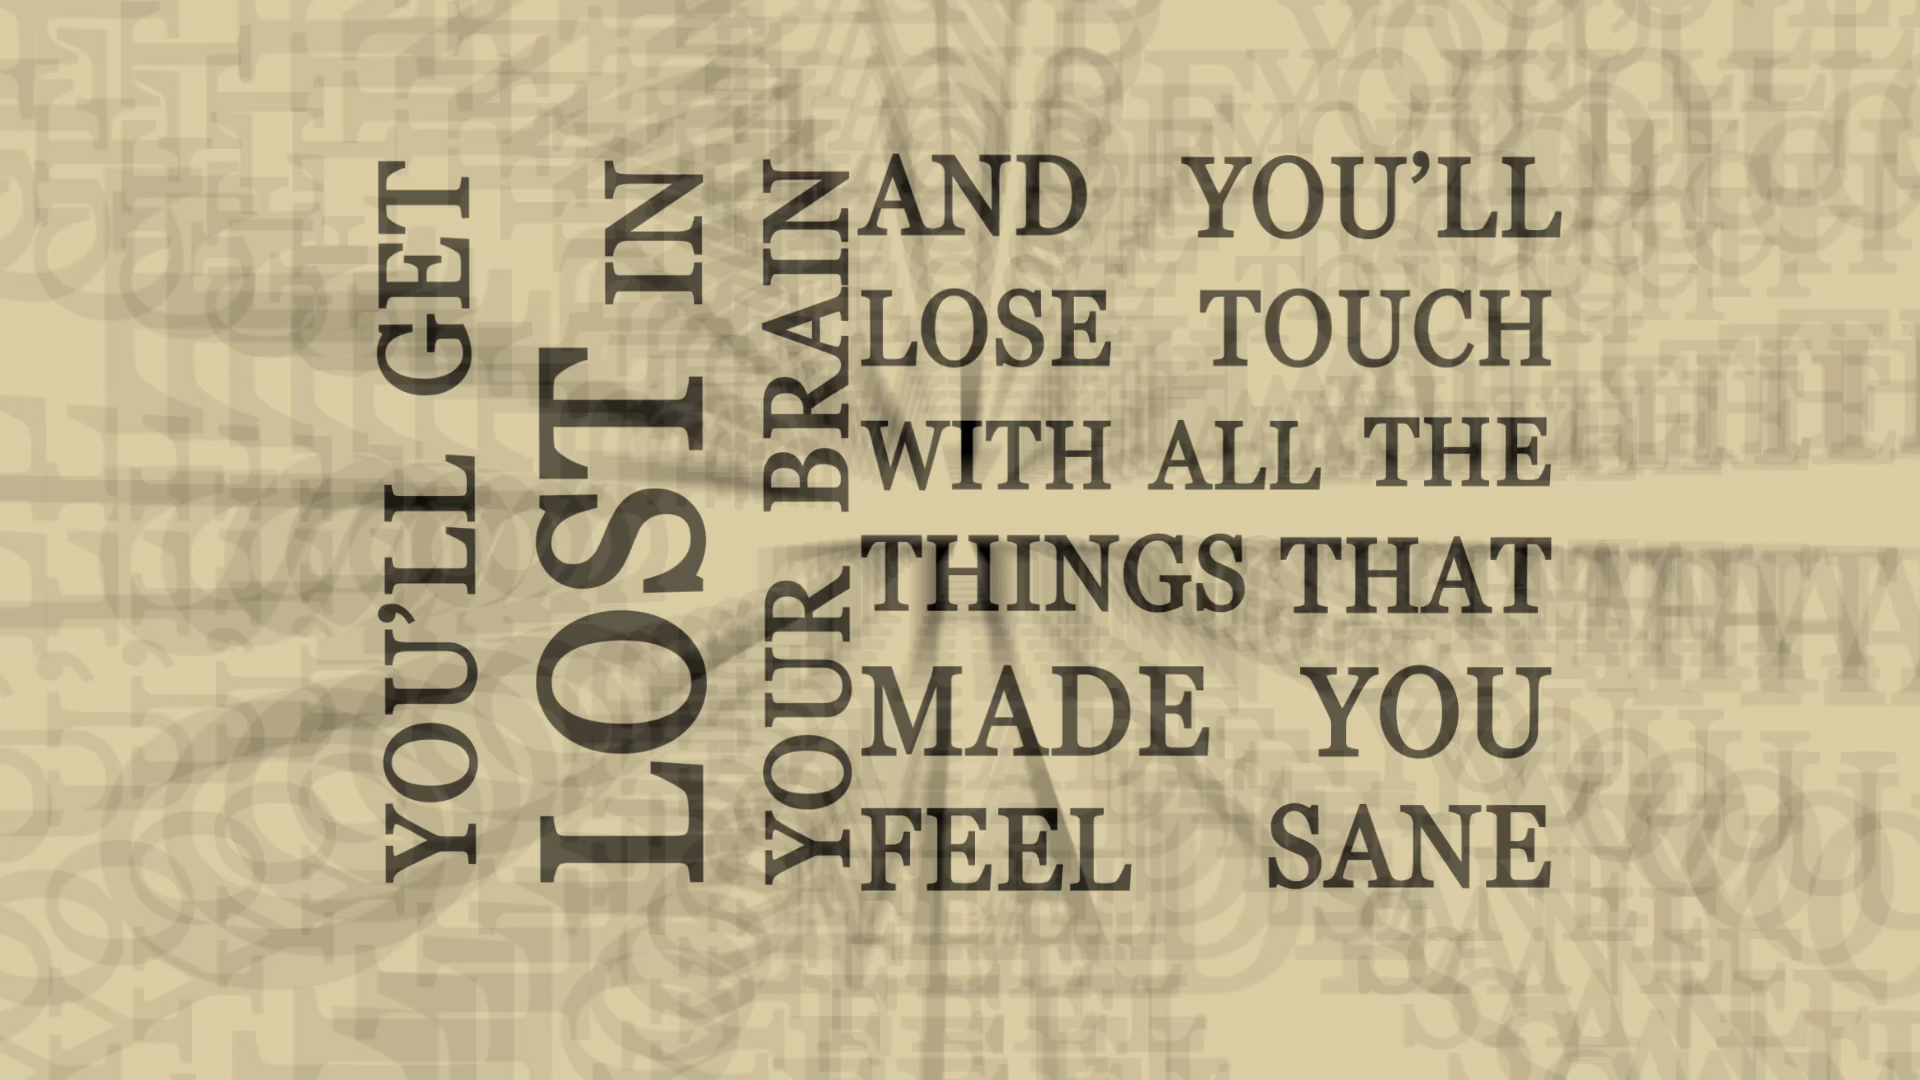 YOU'LL GET
LOST IN
YOUR BRAIN
AND YOU'LL
LOSE TOUCH
WITH ALL THE
THINGS THAT
MADE YOU
FEEL SANE